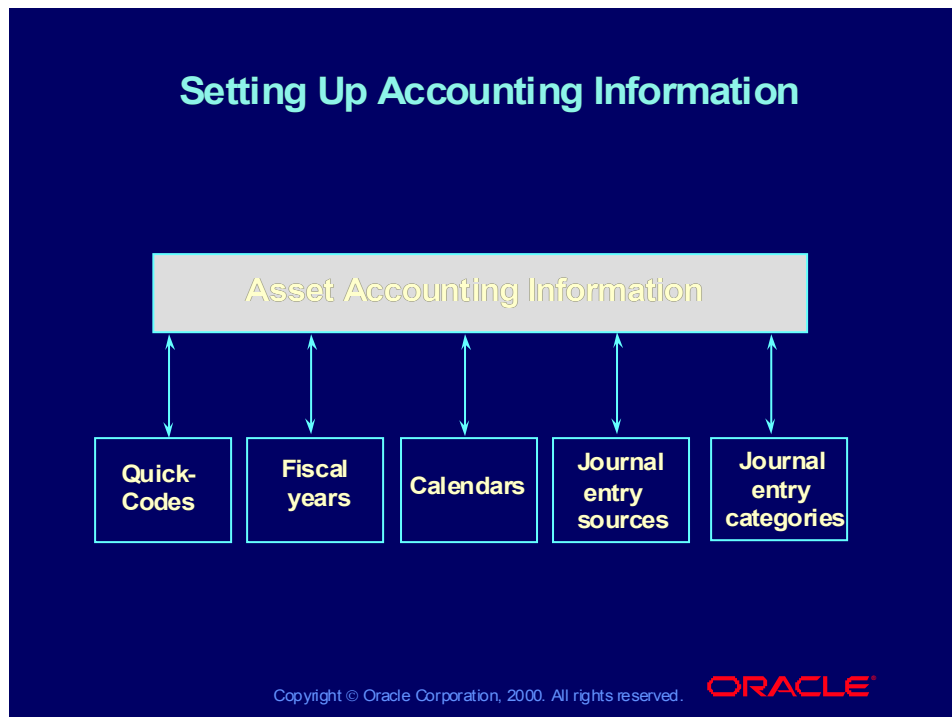 Setting Up Accounting Information
Asset Accounting Information
Quick-
Codes
Fiscal
years
Calendars
Journal
entry
sources
Journal
entry
categories
Copyright © Oracle Corporation, 2000. All rights reserved.
ORACLE®